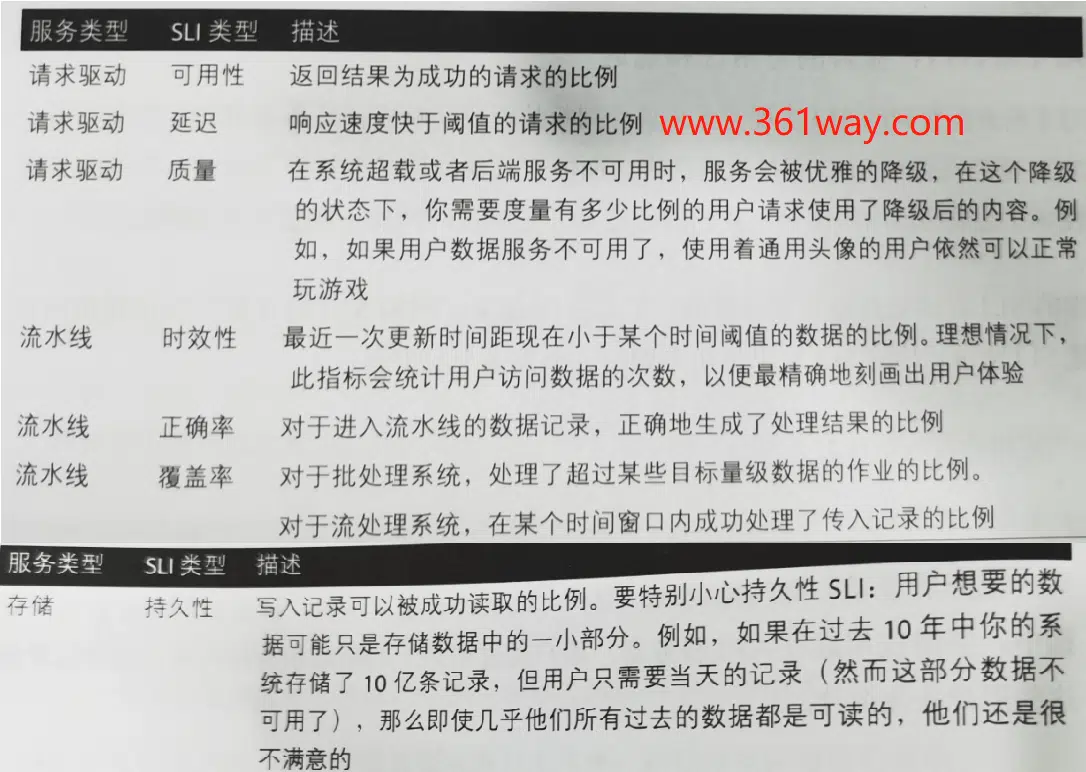 服务类型 SLI 类型 描述
请求驱动 可用性 返回结果为成功的请求的比例
请求驱动 延迟 响应速度快于阈值的请求的比例 www.361way.com
请求驱动 质量 在系统超载或者后端服务不可用时，服务会被优雅的降级，在这个降级
的状态下，你需要度量有多少比例的用户请求使用了降级后的内容。例
如，如果用户数据服务不可用了，使用着通用头像的用户依然可以正常
玩游戏
流水线 时效性 最近一次更新时间距现在小于某个时间阈值的数据的比例。理想情况下，
此指标会统计用户访问数据的次数，以便最精确地刻画出用户体验
流水线 正确率 对于进入流水线的数据记录，正确地生成了处理结果的比例
流水线 覆盖率 对于批处理系统，处理了超过某些目标量级数据的作业的比例。
对于流处理系统，在某个时间窗口内成功处理了传入记录的比例
服务类型 SLI 类型 描述
存储 持久性 写入记录可以被成功读取的比例。要特别小心持久性 SLI：用户想要的数
据可能只是存储数据中的一小部分。例如，如果在过去 10 年中你的系
统存储了 10 亿条记录，但用户只需要当天的记录（然而这部分数据不
可用了），那么即使几乎他们所有过去的数据都是可读的，他们还是很
不满意的